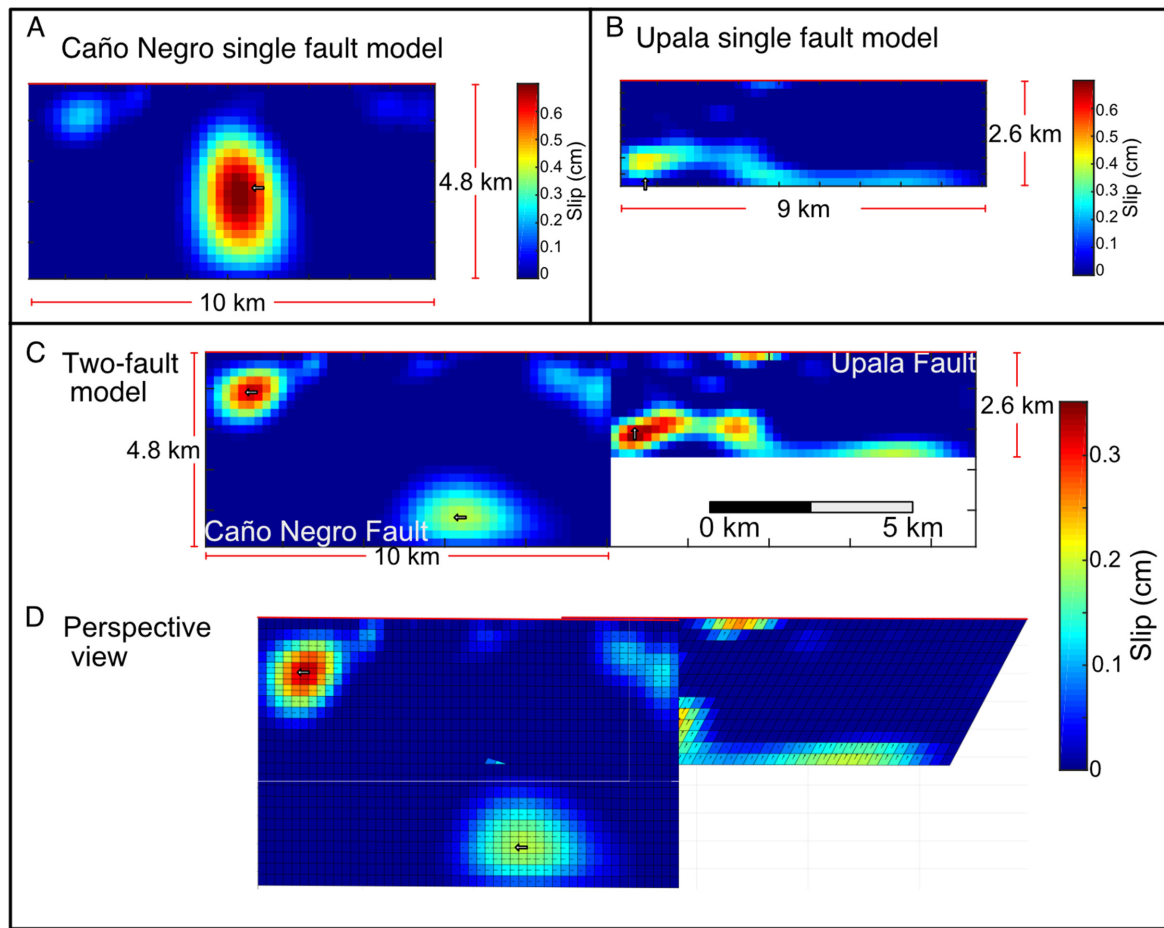 A
Caño Negro single fault model
0.6
0.5
0.4
0.3
0.2
0.1
0
Slip (cm)
4.8 km
10 km
B
Upala single fault model
2.6 km
9 km
0.6
0.5
0.4
0.3
0.2
0.1
0
Slip (cm)
C
Two-fault
model
4.8 km
Caño Negro Fault
10 km
Upala Fault
2.6 km
0 km
5 km
0.3
0.2
0.1
0
Slip (cm)
D
Perspective
view